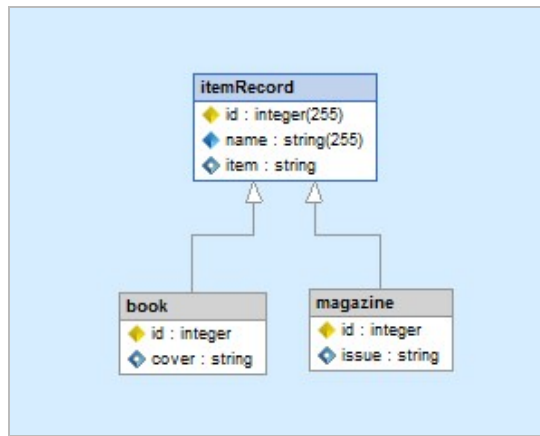 itemRecord
id : integer(255)
name : string(255)
item : string
book
id : integer
cover : string
magazine
id : integer
issue : string